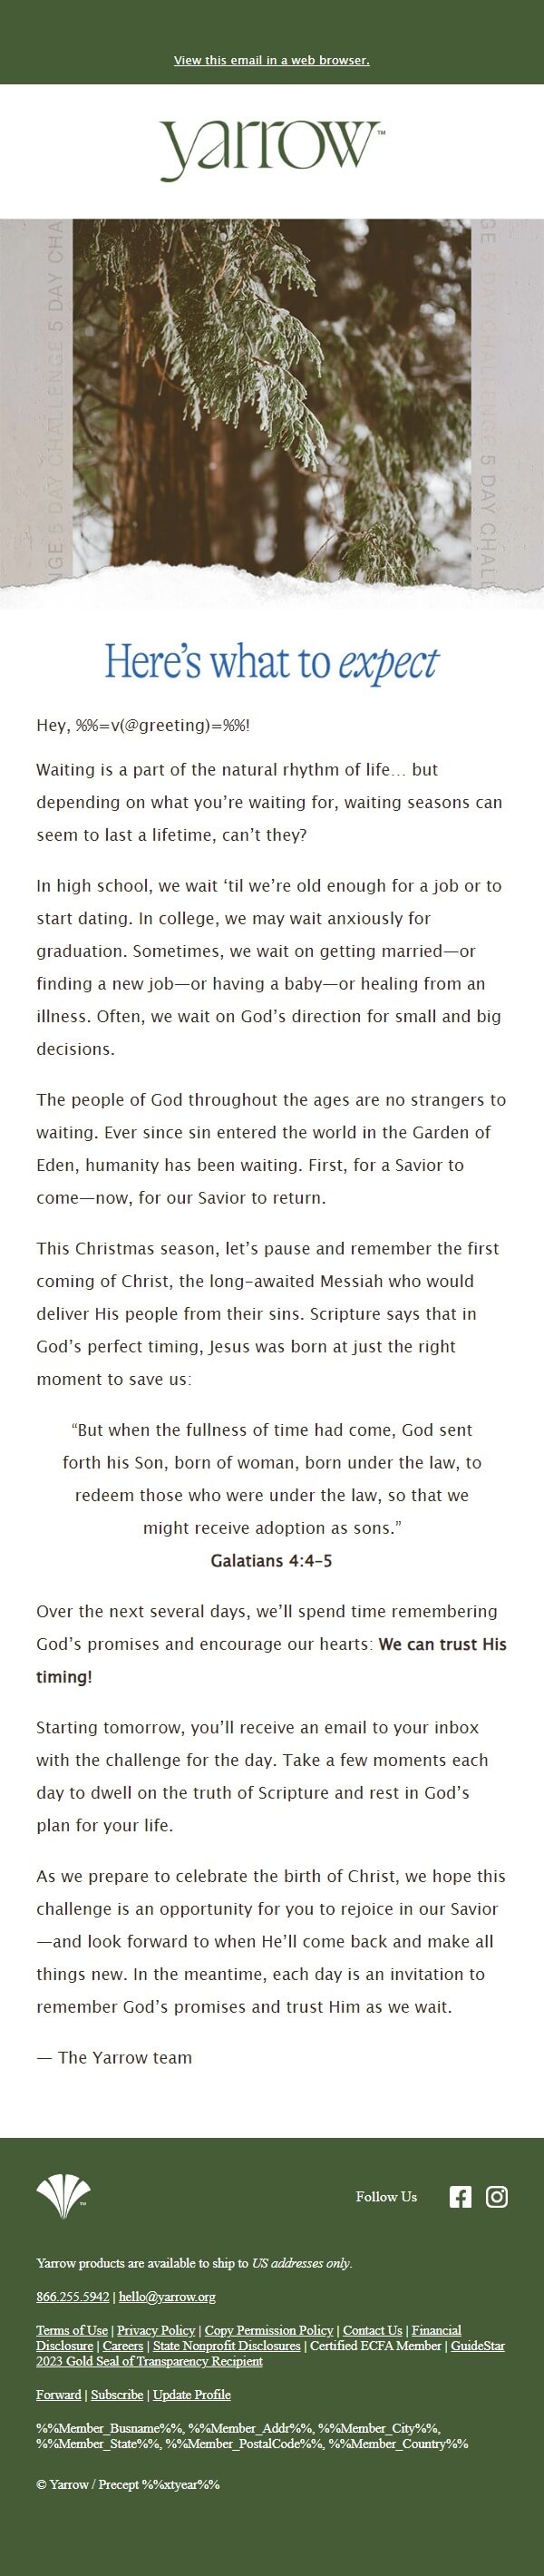 View this email in a web browser.
yarrow™
5 DAY CHA
NGE 5 DAY CHALLENGE
GE 5 DAY CHALLENGE 5 DAY CHALL
Here's what to expect
Hey, %%=v(@greeting)=%%!
Waiting is a part of the natural rhythm of life… but
depending on what you’re waiting for, waiting seasons can
seem to last a lifetime, can’t they?
In high school, we wait ‘til we’re old enough for a job or to
start dating. In college, we may wait anxiously for
graduation. Sometimes, we wait on getting married—or
finding a new job—or having a baby—or healing from an
illness. Often, we wait on God’s direction for small and big
decisions.
The people of God throughout the ages are no strangers to
waiting. Ever since sin entered the world in the Garden of
Eden, humanity has been waiting. First, for a Savior to
come—now, for our Savior to return.
This Christmas season, let’s pause and remember the first
coming of Christ, the long-awaited Messiah who would
deliver His people from their sins. Scripture says that in
God’s perfect timing, Jesus was born at just the right
moment to save us:
“But when the fullness of time had come, God sent
forth his Son, born of woman, born under the law, to
redeem those who were under the law, so that we
might receive adoption as sons.”
Galatians 4:4–5
Over the next several days, we’ll spend time remembering
God’s promises and encourage our hearts: We can trust His
timing!
Starting tomorrow, you’ll receive an email to your inbox
with the challenge for the day. Take a few moments each
day to dwell on the truth of Scripture and rest in God’s
plan for your life.
As we prepare to celebrate the birth of Christ, we hope this
challenge is an opportunity for you to rejoice in our Savior
—and look forward to when He’ll come back and make all
things new. In the meantime, each day is an invitation to
remember God’s promises and trust Him as we wait.
— The Yarrow team
™
Follow Us
Yarrow products are available to ship to US addresses only.
866.255.5942 | hello@yarrow.org
Terms of Use | Privacy Policy | Copy Permission Policy | Contact Us | Financial
Disclosure | Careers | State Nonprofit Disclosures | Certified ECFA Member | GuideStar
2023 Gold Seal of Transparency Recipient
Forward | Subscribe | Update Profile
%%Member_Busname%%, %%Member_Addr%%, %%Member_City%%,
%%Member_State%%, %%Member_PostalCode%%, %%Member_Country%%
© Yarrow / Precept %%xtyear%%